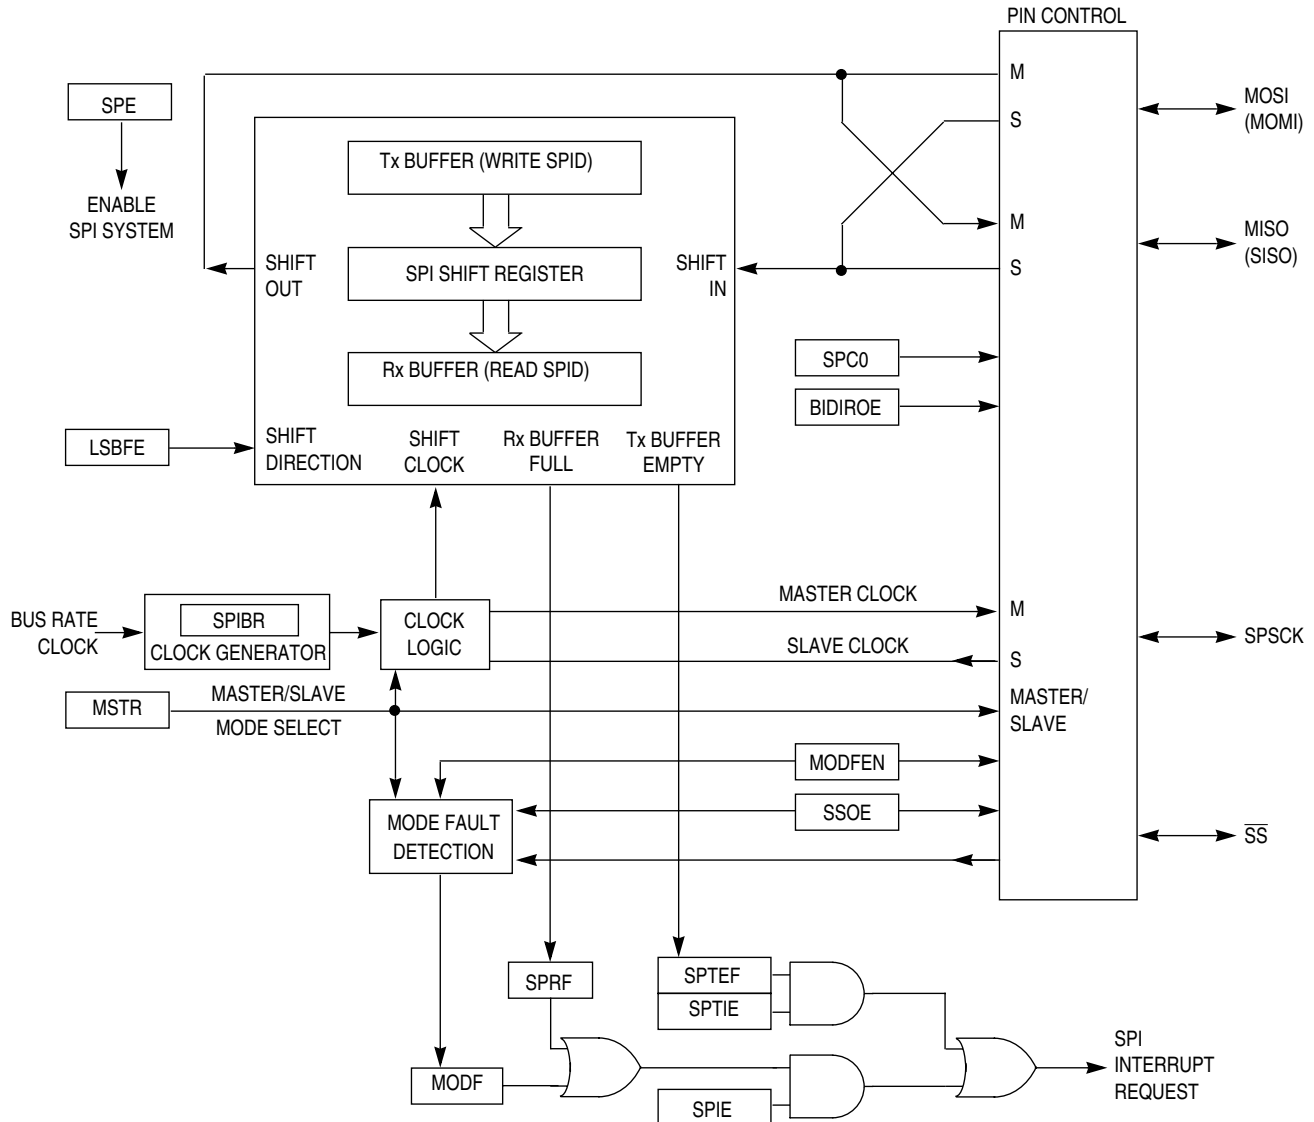 PIN CONTROL
M
SPE
MOSI
(MOMI)
S
Tx BUFFER (WRITE SPID)
ENABLE
SPI SYSTEM
M
MISO
(SISO)
SHIFT
OUT
SPI SHIFT REGISTER
SHIFT
IN
S
SPC0
Rx BUFFER (READ SPID)
BIDIROE
LSBFE
SHIFT
DIRECTION
SHIFT
CLOCK
Rx BUFFER
FULL
Tx BUFFER
EMPTY
MASTER CLOCK
M
BUS RATE
CLOCK
SPIBR
CLOCK GENERATOR
CLOCK
LOGIC
SLAVE CLOCK
S
SPSCK
MSTR
MASTER/SLAVE
MODE SELECT
MASTER/
SLAVE
MODFEN
SSOE
MODE FAULT
DETECTION
SS
SPRF
SPTEF
SPTIE
MODF
SPIE
SPI
INTERRUPT
REQUEST